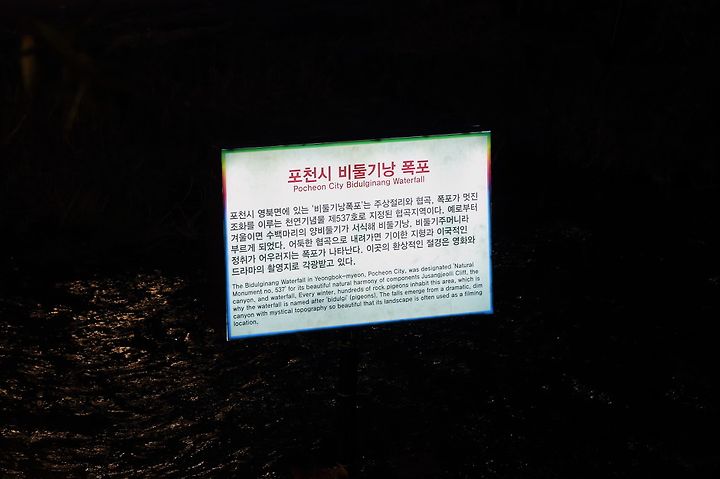 포천시 비둘기낭 폭포
Pocheon City Bidulginang Waterfall
포천시 영북면에 있는 '비둘기낭폭포'는 주상절리와 협곡, 폭포가 멋진
조화를 이루는 천연기념물 제537호로 지정된 협곡지역이다. 예로부터
겨울이면 수백마리의 양비둘기가 서식해 비둘기낭, 비둘기주머니라
부르게 되었다. 어둑한 협곡으로 내려가면 기이한 지형과 이국적인
정취가 어우러지는 폭포가 나타난다. 이곳의 환상적인 절경은 영화와
드라마의 촬영지로 각광받고 있다.
The Bidulginang Waterfall in Yeongbok-myeon, Pocheon City, was designated 'Natural
Monument no. 537' for its beautiful natural harmony of components Jusangjeolli Cliff, the
canyon, and waterfall. Every winter, hundreds of rock pigeons inhabit this area, which is
why the waterfall is named after 'bidulgi' (pigeons). The falls emerge from a dramatic, dim
canyon with mystical topography so beautiful that its landscape is often used as a filming
location.